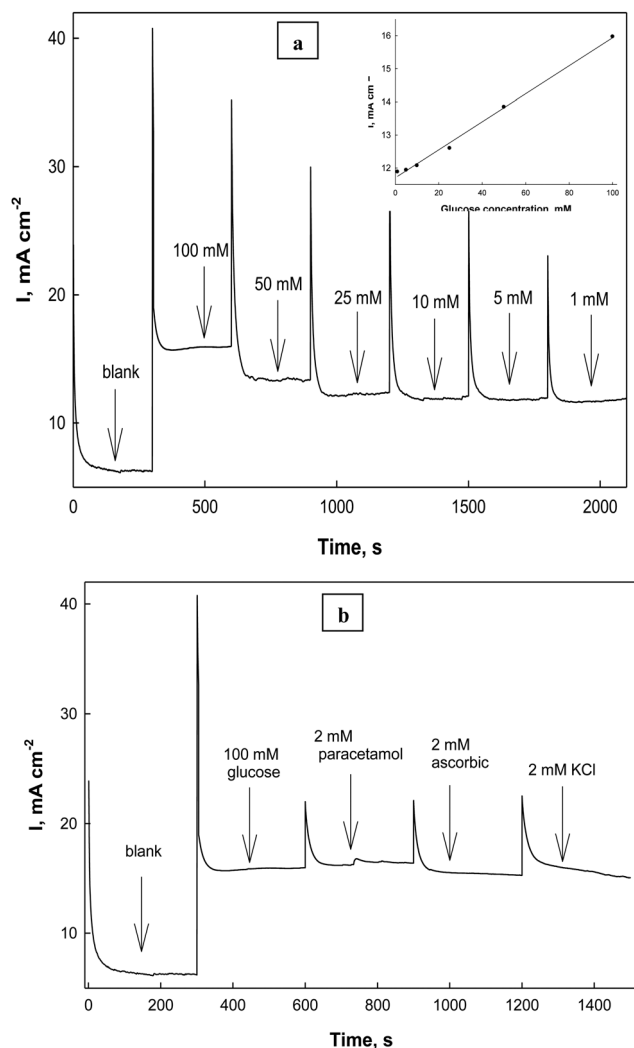 a
I, mA cm-2
40
30
20
10
0
500
1000
1500
2000
Time, s
blank
100 mM
50 mM
25 mM
10 mM
5 mM
1 mM
16
15
14
13
12
0
20
40
60
80
100
I, mA cm
Glucose concentration, mM
b
I, mA cm-2
40
30
20
10
0
200
400
600
800
1000
1200
1400
Time, s
blank
100 mM
glucose
2 mM
paracetamol
2 mM
ascorbic
2 mM KCl